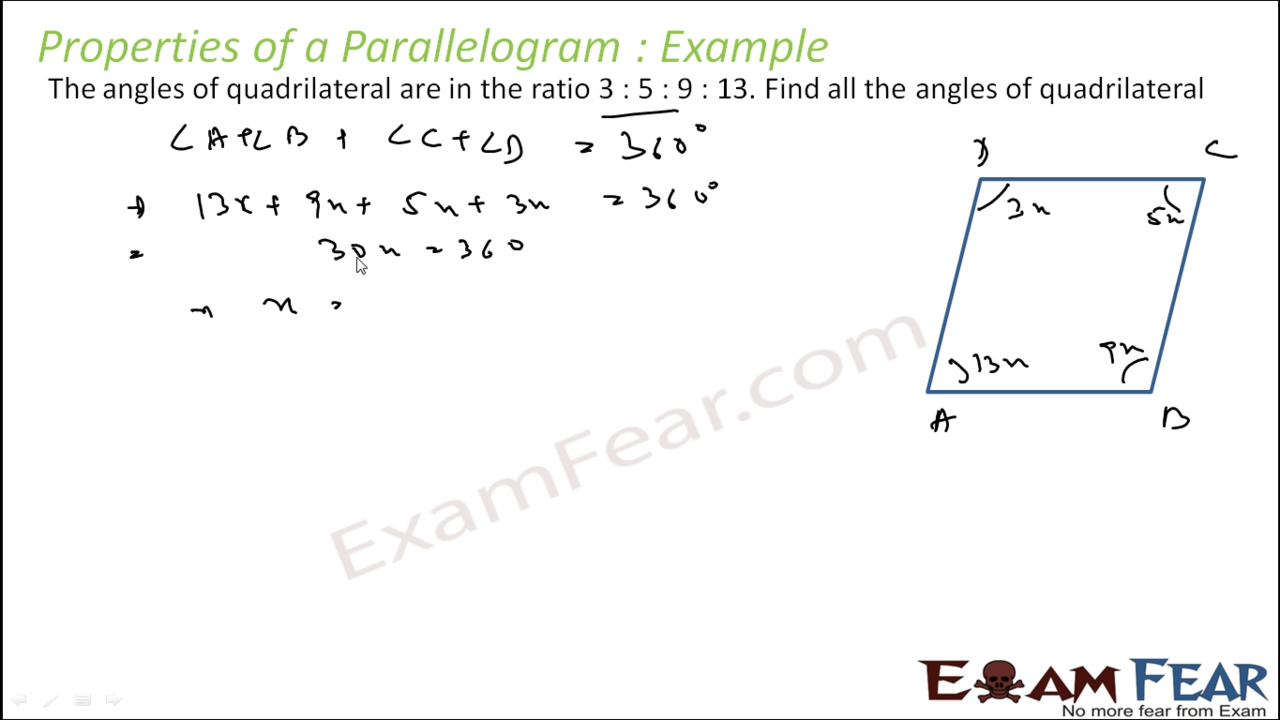 Properties of a Parallelogram : Example
The angles of quadrilateral are in the ratio 3 : 5 : 9 : 13. Find all the angles of quadrilateral
∠A+∠B + ∠C+∠D = 360°
⇒ 13x + 9x + 5x + 3x = 360°
= 30x = 360
⇒ x =
D C
3x 5x
13x 9x
A B
ExamFear.com
EXAM FEAR
No more fear from Exam